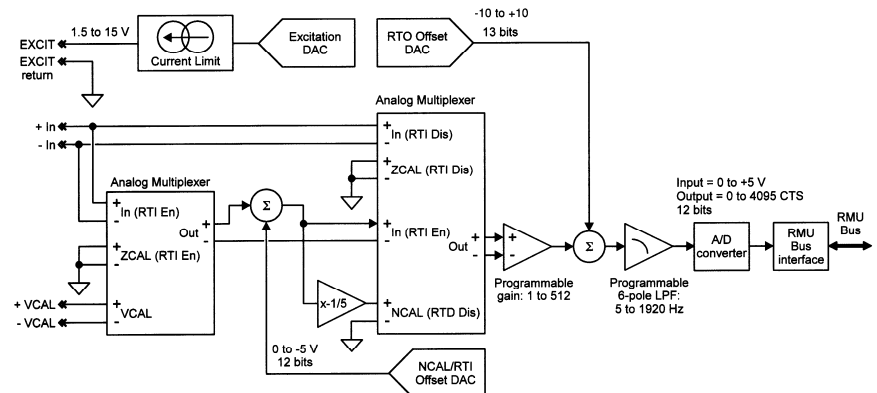 -10 to +10
1.5 to 15 V
EXCIT
EXCIT
return
Current Limit
Excitation
DAC
RTO Offset
DAC
13 bits
Analog Multiplexer
+ In
- In
+
In (RTI Dis)
-
+
ZCAL (RTI Dis)
-
Analog Multiplexer
+
In (RTI En)
-
+
ZCAL (RTI En)
-
+ VCAL
- VCAL
+
VCAL
-
Out
+
-
Σ
+
In (RTI En)
-
Out
+
-
x-1/5
+
NCAL (RTD Dis)
-
0 to -5 V
12 bits
NCAL/RTI
Offset DAC
+
-
Programmable
gain: 1 to 512
Σ
Programmable
6-pole LPF:
5 to 1920 Hz
Input = 0 to +5 V
Output = 0 to 4095 CTS
12 bits
A/D
converter
RMU
Bus
interface
RMU
Bus